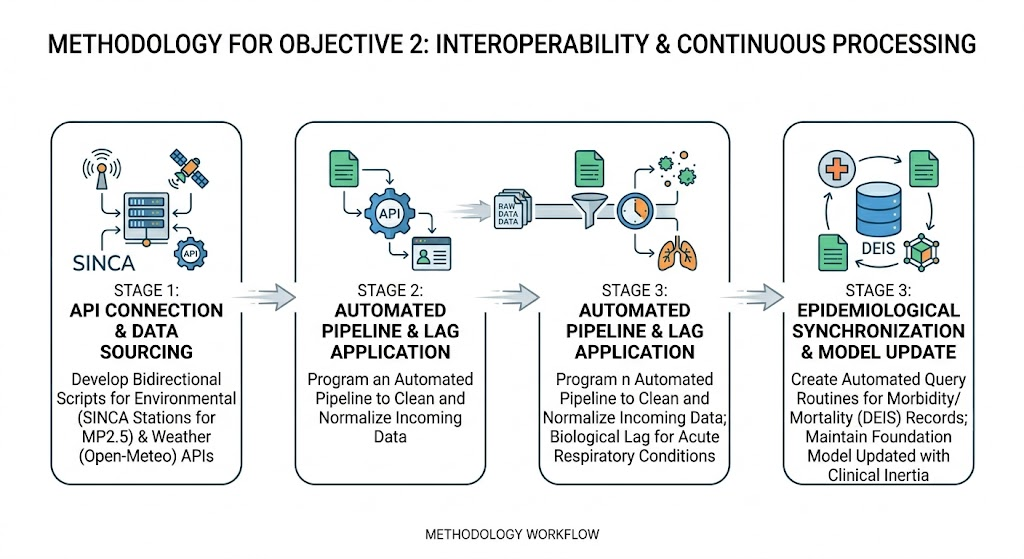 METHODOLOGY FOR OBJECTIVE 2: INTEROPERABILITY & CONTINUOUS PROCESSING
SINCA
API
STAGE 1:
API CONNECTION
& DATA
SOURCING
Develop Bidirectional
Scripts for Environmental
(SINCA Stations for
MP2.5) & Weather
(Open-Meteo) APIs
API
STAGE 2:
AUTOMATED
PIPELINE & LAG
APPLICATION
Program an Automated
Pipeline to Clean and
Normalize Incoming
Data
RAW
DATA
DATA
STAGE 3:
AUTOMATED
PIPELINE & LAG
APPLICATION
Program n Automated
Pipeline to Clean and
Normalize Incoming Data;
Biological Lag for Acute
Respiratory Conditions
DEIS
STAGE 3:
EPIDEMIOLOGICAL
SYNCHRONIZATION
& MODEL UPDATE
Create Automated Query
Routines for Morbidity/
Mortality (DEIS) Records;
Maintain Foundation
Model Updated with
Clinical Inertia
METHODOLOGY WORKFLOW